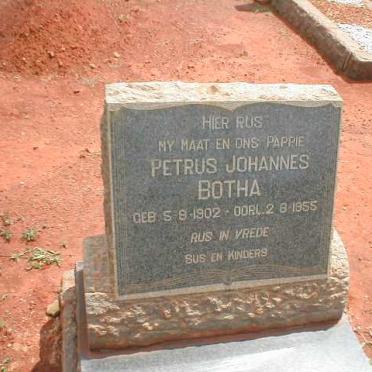 HIER RUS
MY MAAT EN ONS PAPPIE
PETRUS JOHANNES
BOTHA
GEB. 5·8·1902 - OORL. 2·8·1955
RUS IN VREDE
SUS EN KINDERS